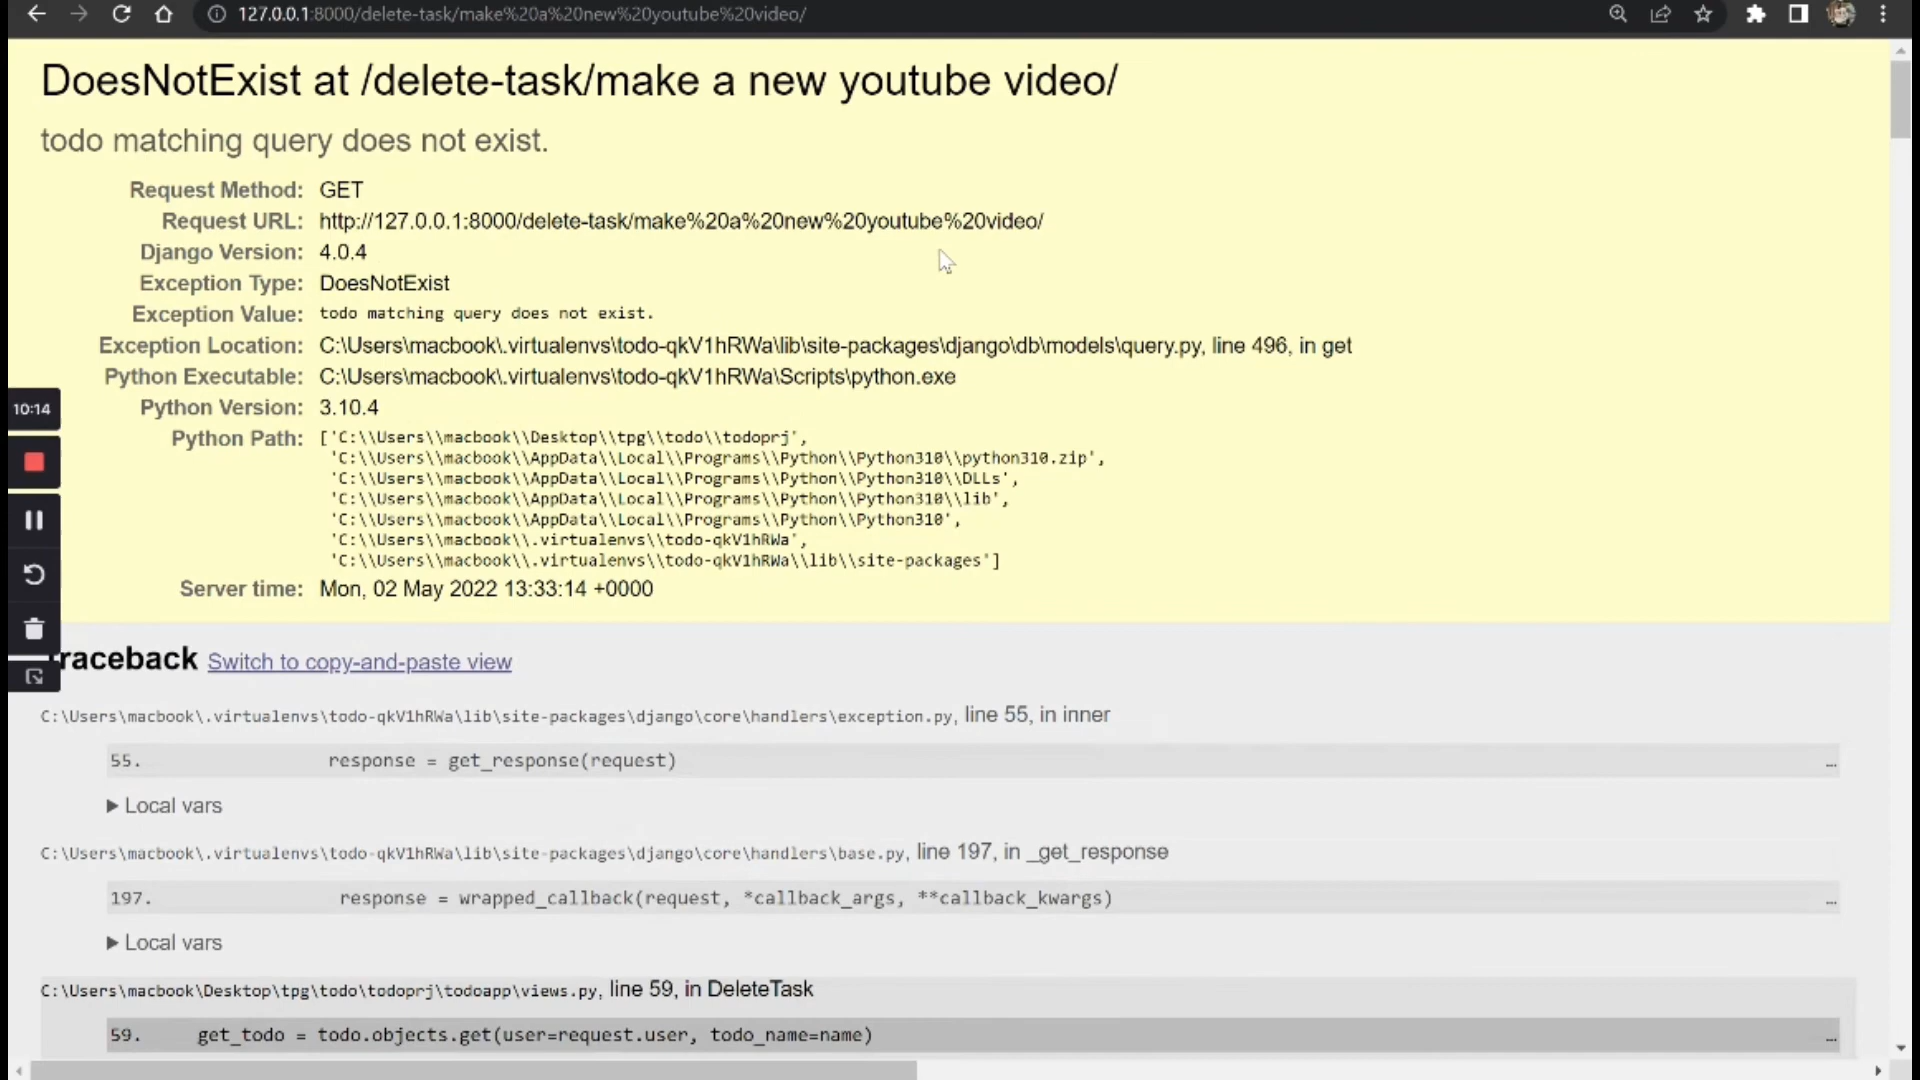 127.0.0.1:8000/delete-task/make%20a%20new%20youtube%20video/
DoesNotExist at /delete-task/make a new youtube video/
todo matching query does not exist.
Request Method: GET
Request URL: http://127.0.0.1:8000/delete-task/make%20a%20new%20youtube%20video/
Django Version: 4.0.4
Exception Type: DoesNotExist
Exception Value: todo matching query does not exist.
Exception Location: C:\Users\macbook\.virtualenvs\todo-qkV1hRWa\lib\site-packages\django\db\models\query.py, line 496, in get
Python Executable: C:\Users\macbook\.virtualenvs\todo-qkV1hRWa\Scripts\python.exe
10:14
Python Version: 3.10.4
Python Path: ['C:\\Users\\macbook\\Desktop\\tpg\\todo\\todoprj',
'C:\\Users\\macbook\\AppData\\Local\\Programs\\Python\\Python310\\python310.zip',
'C:\\Users\\macbook\\AppData\\Local\\Programs\\Python\\Python310\\DLLs',
'C:\\Users\\macbook\\AppData\\Local\\Programs\\Python\\Python310\\lib',
'C:\\Users\\macbook\\AppData\\Local\\Programs\\Python\\Python310',
'C:\\Users\\macbook\\.virtualenvs\\todo-qkV1hRWa',
'C:\\Users\\macbook\\.virtualenvs\\todo-qkV1hRWa\\lib\\site-packages']
Server time: Mon, 02 May 2022 13:33:14 +0000
raceback Switch to copy-and-paste view
C:\Users\macbook\.virtualenvs\todo-qkV1hRWa\lib\site-packages\django\core\handlers\exception.py, line 55, in inner
55. response = get_response(request) …
Local vars
C:\Users\macbook\.virtualenvs\todo-qkV1hRWa\lib\site-packages\django\core\handlers\base.py, line 197, in _get_response
197. response = wrapped_callback(request, *callback_args, **callback_kwargs) …
Local vars
C:\Users\macbook\Desktop\tpg\todo\todoprj\todoapp\views.py, line 59, in DeleteTask
59. get_todo = todo.objects.get(user=request.user, todo_name=name) …